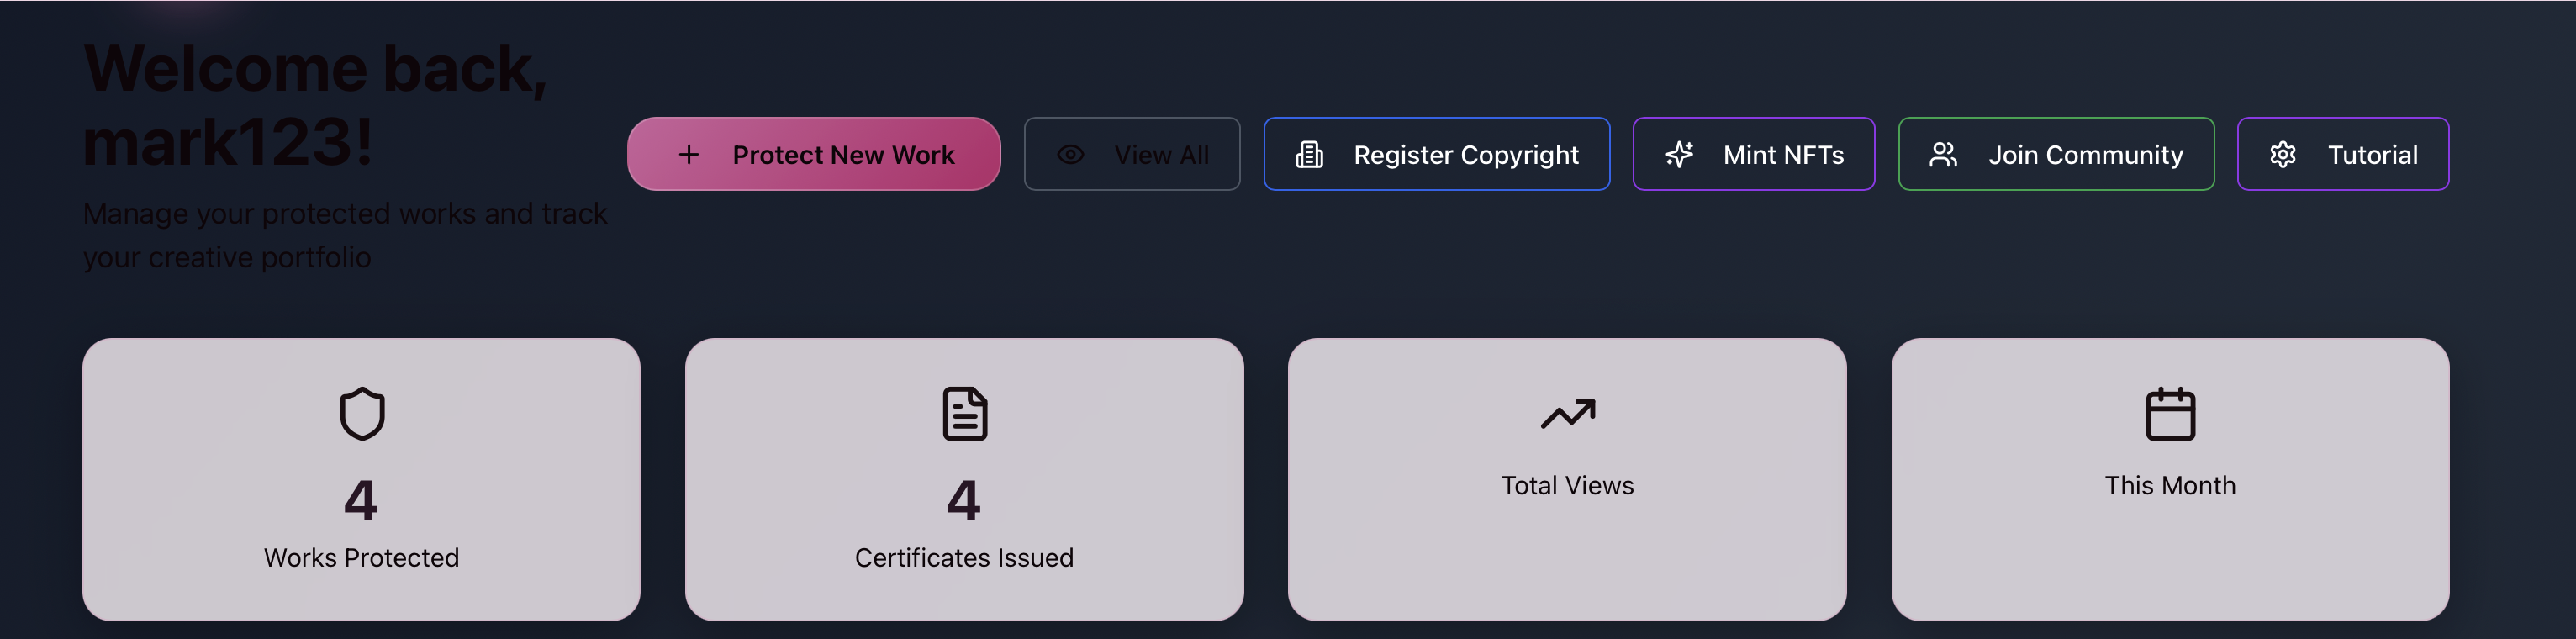 Welcome back,
mark123!
Manage your protected works and track
your creative portfolio
Protect New Work
View All
Register Copyright
Mint NFTs
Join Community
Tutorial
4
Works Protected
4
Certificates Issued
Total Views
This Month